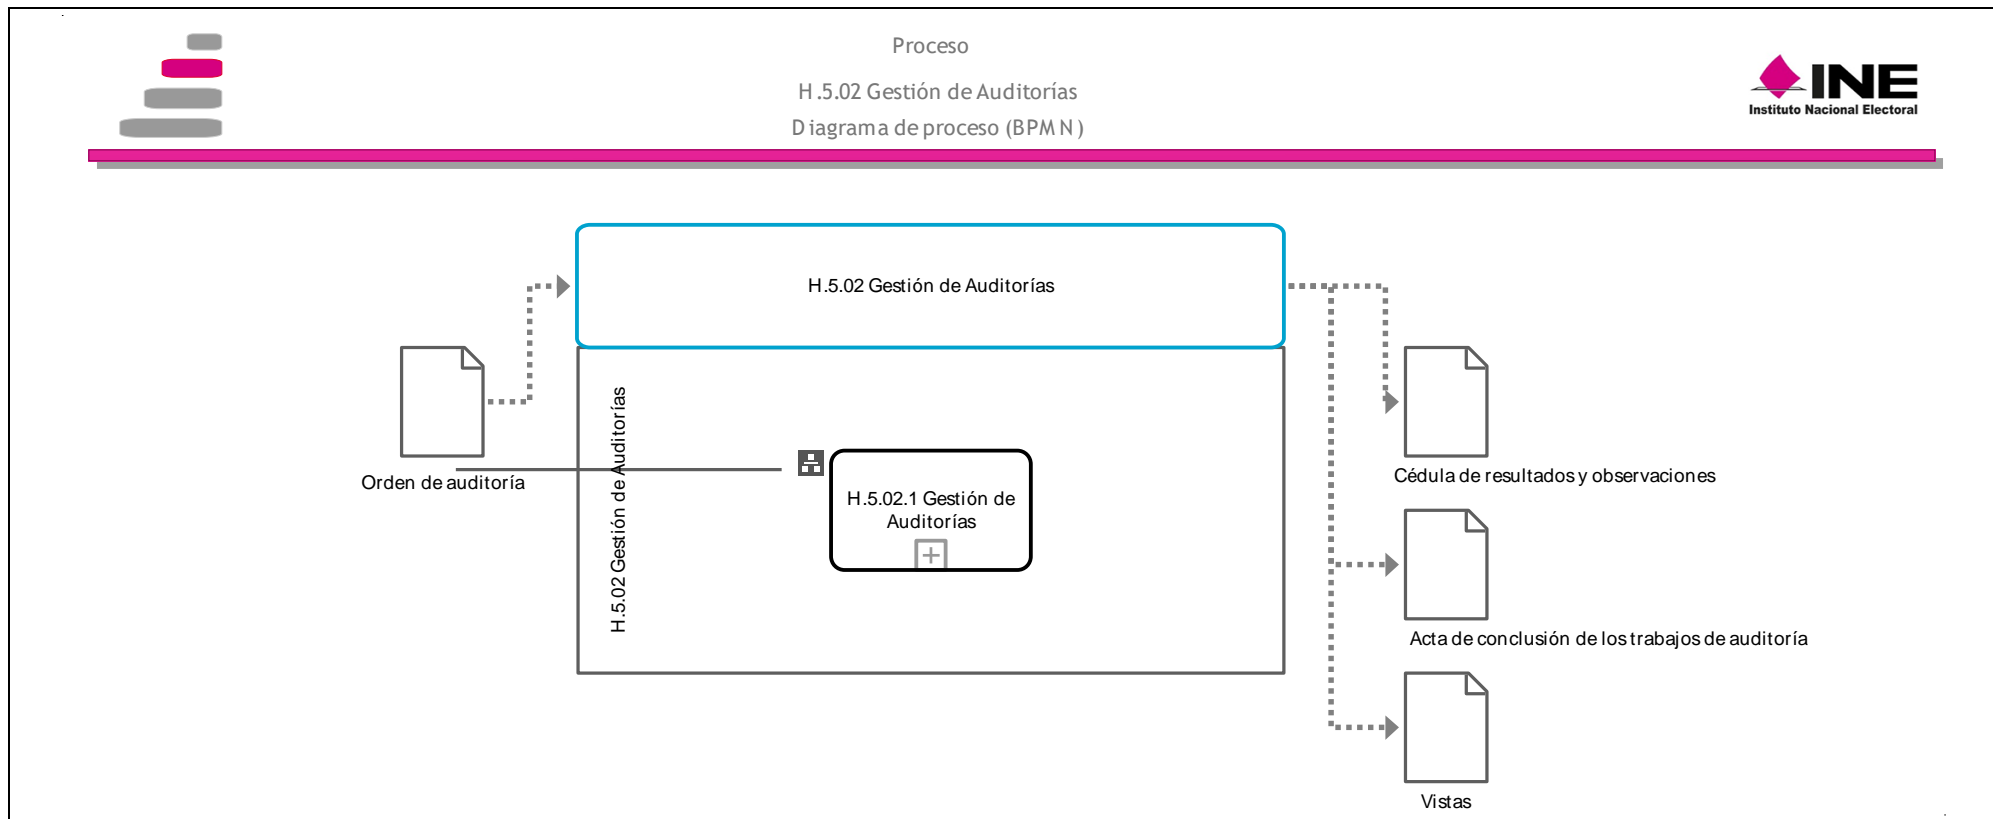 Proceso
H.5.02 Gestión de Auditorías
Diagrama de proceso (BPMN)
INE
Instituto Nacional Electoral
H.5.02 Gestión de Auditorías
Orden de auditoría
H.5.02 Gestión de Auditorías
H.5.02.1 Gestión de
Auditorías
Cédula de resultados y observaciones
Acta de conclusión de los trabajos de auditoría
Vistas